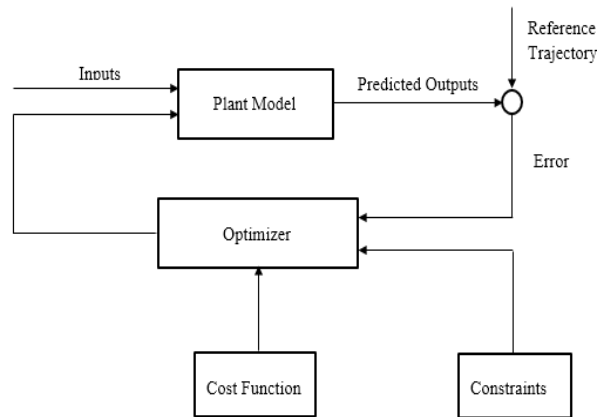 Reference
Trajectory
Inputs
Plant Model
Predicted Outputs
Error
Optimizer
Cost Function
Constraints